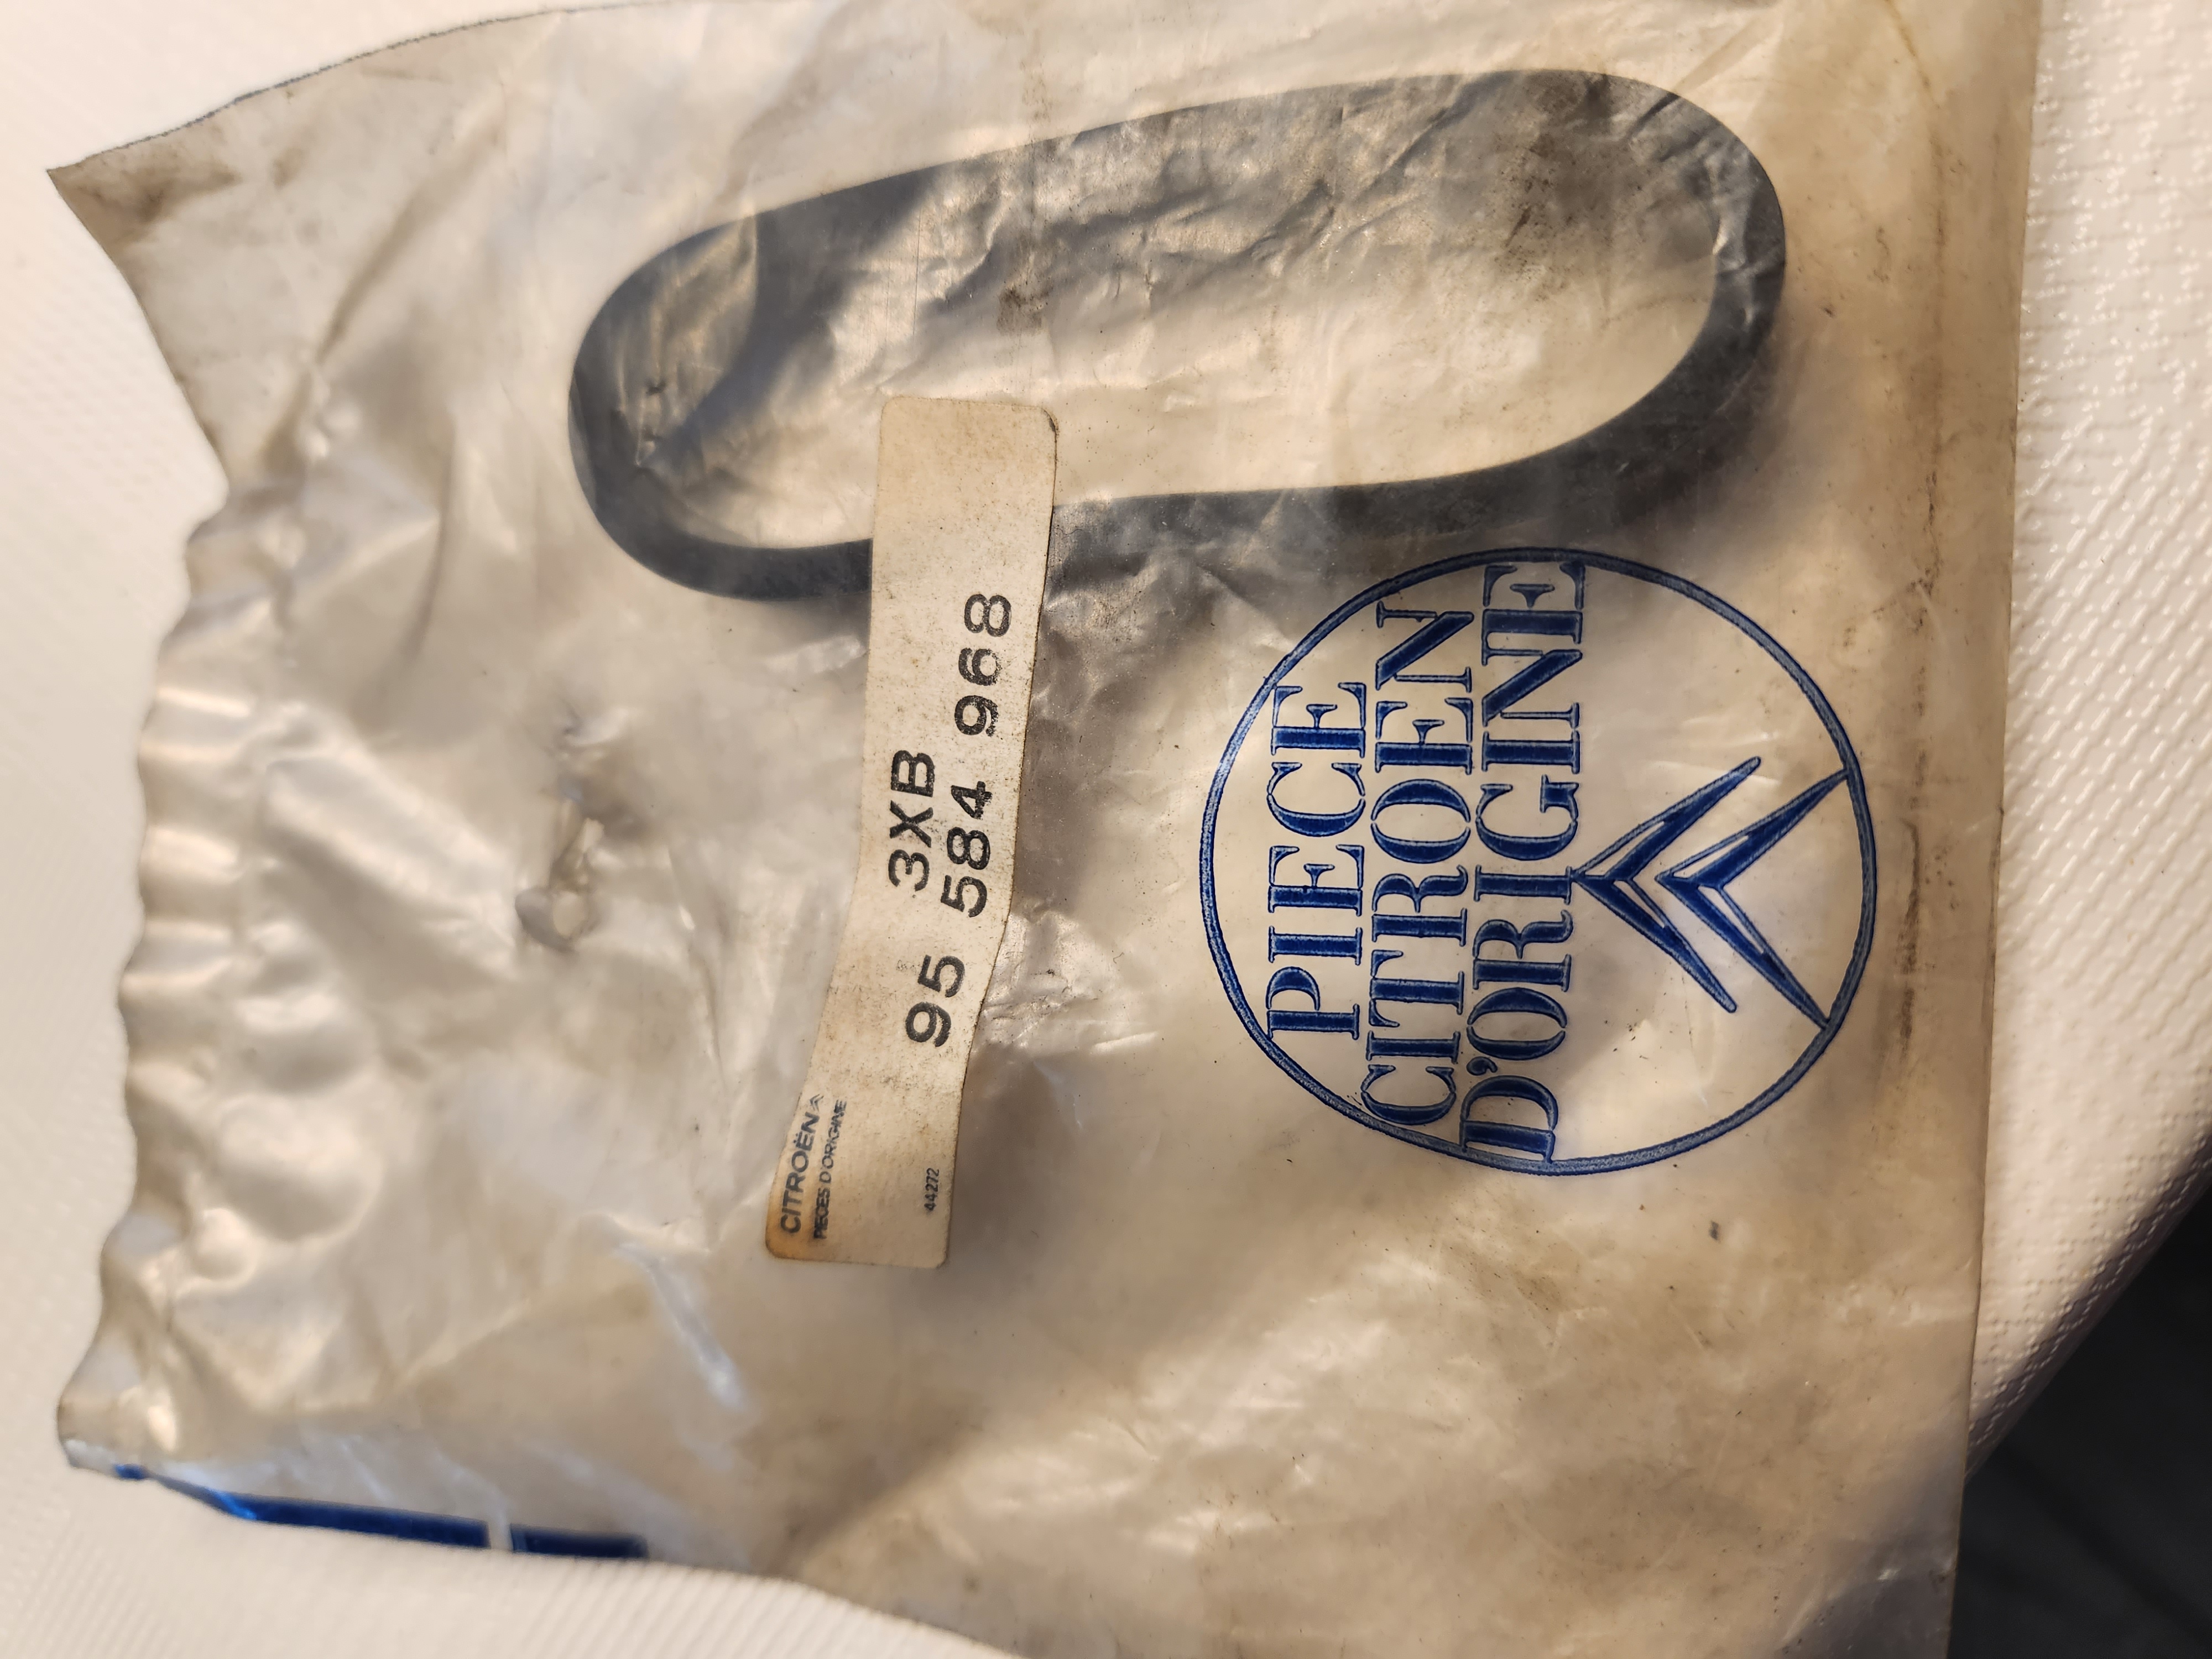 3XB
95 584 968
CITROËN
PIECES D'ORIGINE
44272
PIECE
CITROEN
D'ORIGINE